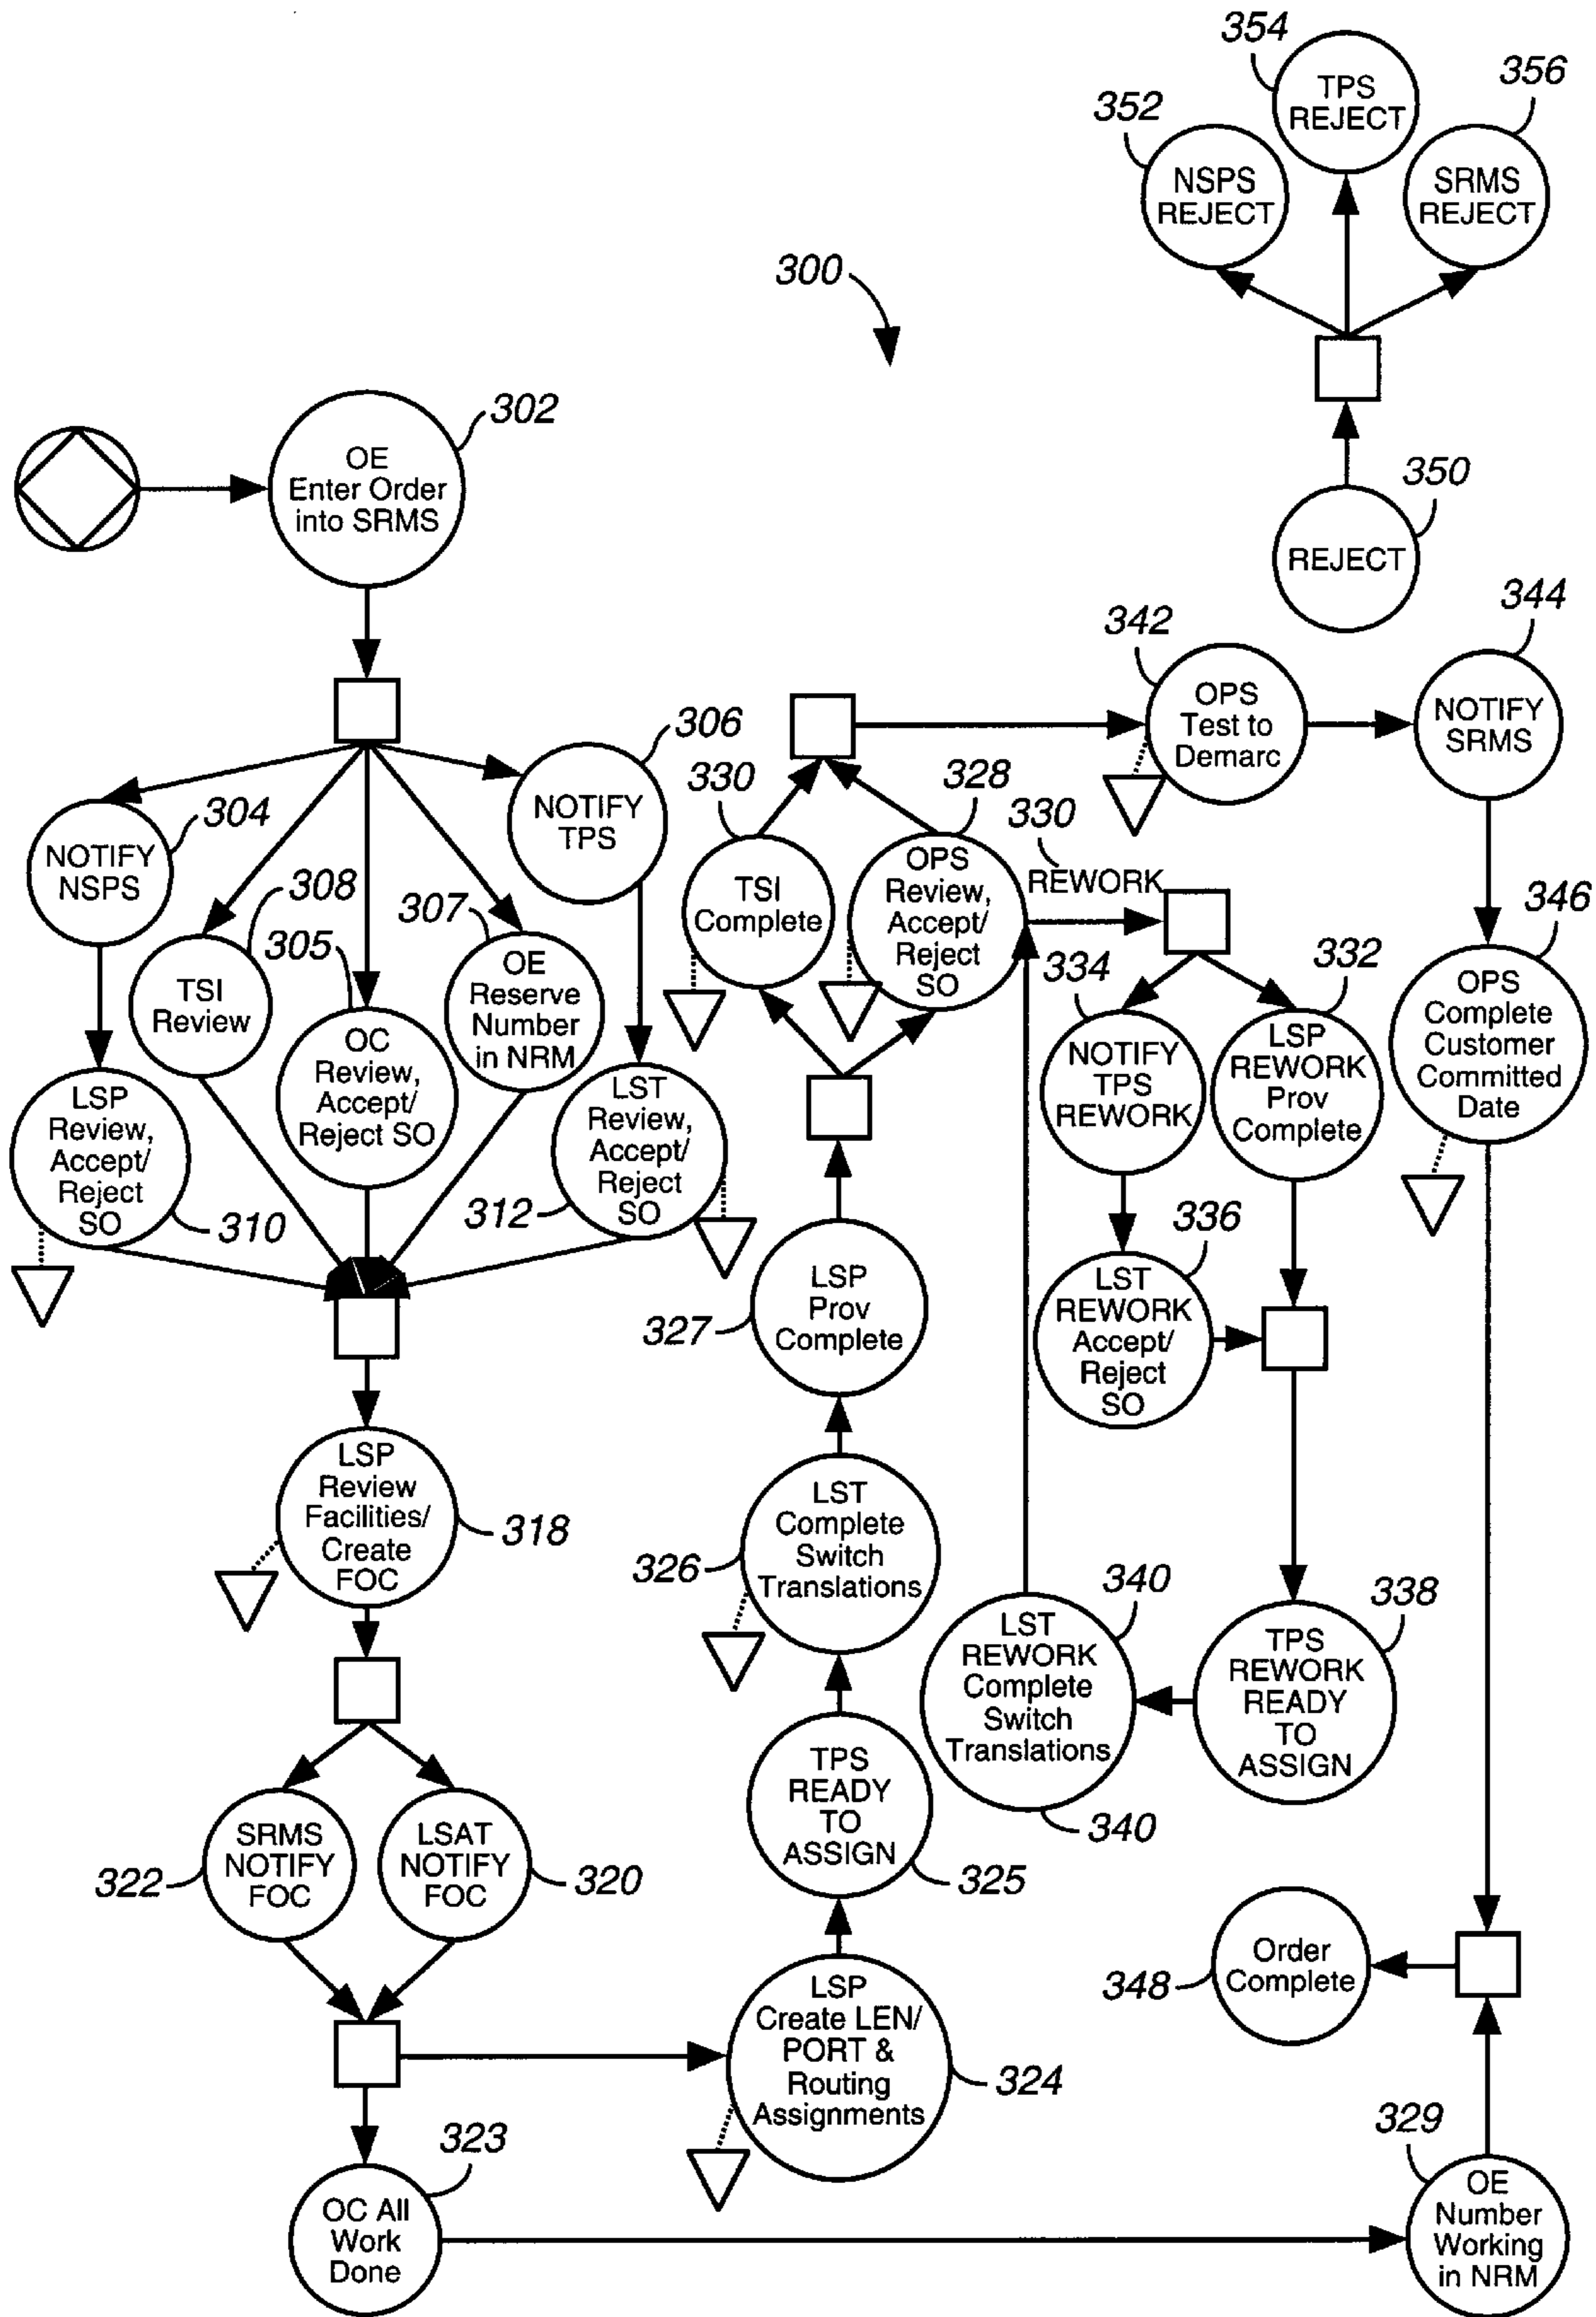 354
TPS
REJECT
356
SRMS
REJECT
352
NSPS
REJECT
300
350
REJECT
302
OE
Enter Order
into SRMS
304
NOTIFY
NSPS
308
TSI
Review
305
OC
Review,
Accept/
Reject SO
307
OE
Reserve
Number
in NRM
306
NOTIFY
TPS
LSP
Review,
Accept/
Reject
SO
310
LST
Review,
Accept/
Reject
SO
312
LSP
Review
Facilities/
Create
FOC
318
SRMS
NOTIFY
FOC
322
LSAT
NOTIFY
FOC
320
323
OC All
Work
Done
LSP
Create LEN/
PORT &
Routing
Assignments
324
TPS
READY
TO
ASSIGN
325
LST
Complete
Switch
Translations
326
LSP
Prov
Complete
327
330
TSI
Complete
328
OPS
Review,
Accept/
Reject
SO
330
REWORK
334
NOTIFY
TPS
REWORK
332
LSP
REWORK
Prov
Complete
336
LST
REWORK
Accept/
Reject
SO
338
TPS
REWORK
READY
TO
ASSIGN
340
LST
REWORK
Complete
Switch
Translations
340
342
OPS
Test to
Demarc
344
NOTIFY
SRMS
346
OPS
Complete
Customer
Committed
Date
Order
Complete
348
329
OE
Number
Working
in NRM